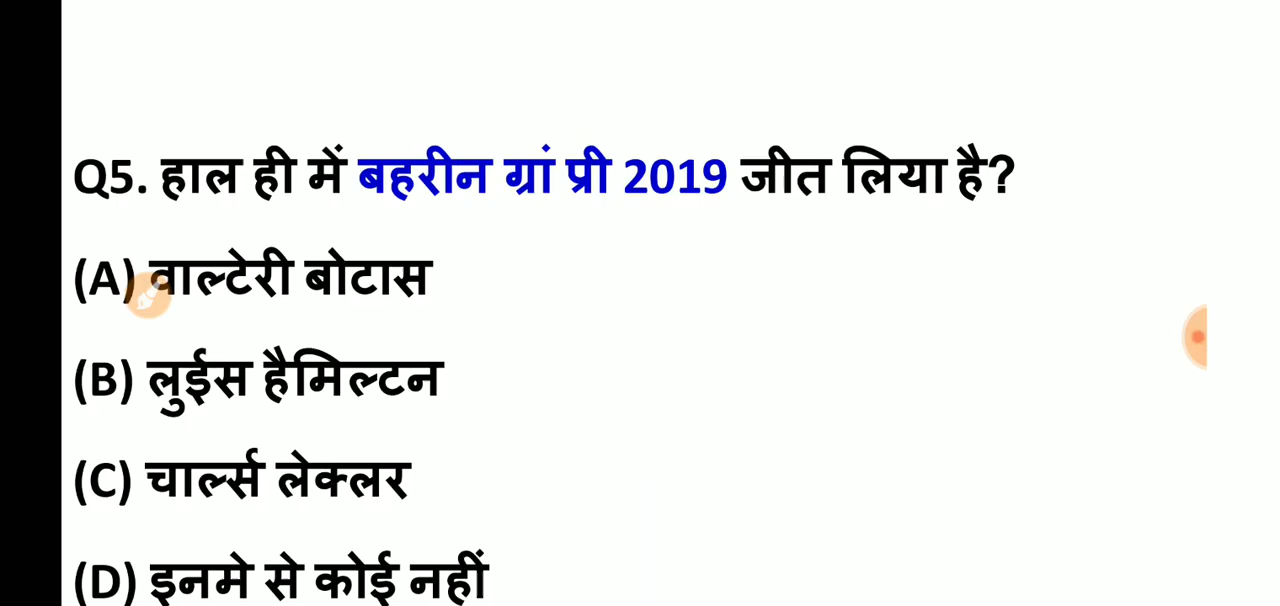 Q5. हाल ही में बहरीन ग्रां प्री 2019 जीत लिया है?
(A) वाल्टेरी बोटास
(B) लुईस हैमिल्टन
(C) चार्ल्स लेक्लर
(D) इनमे से कोई नहीं